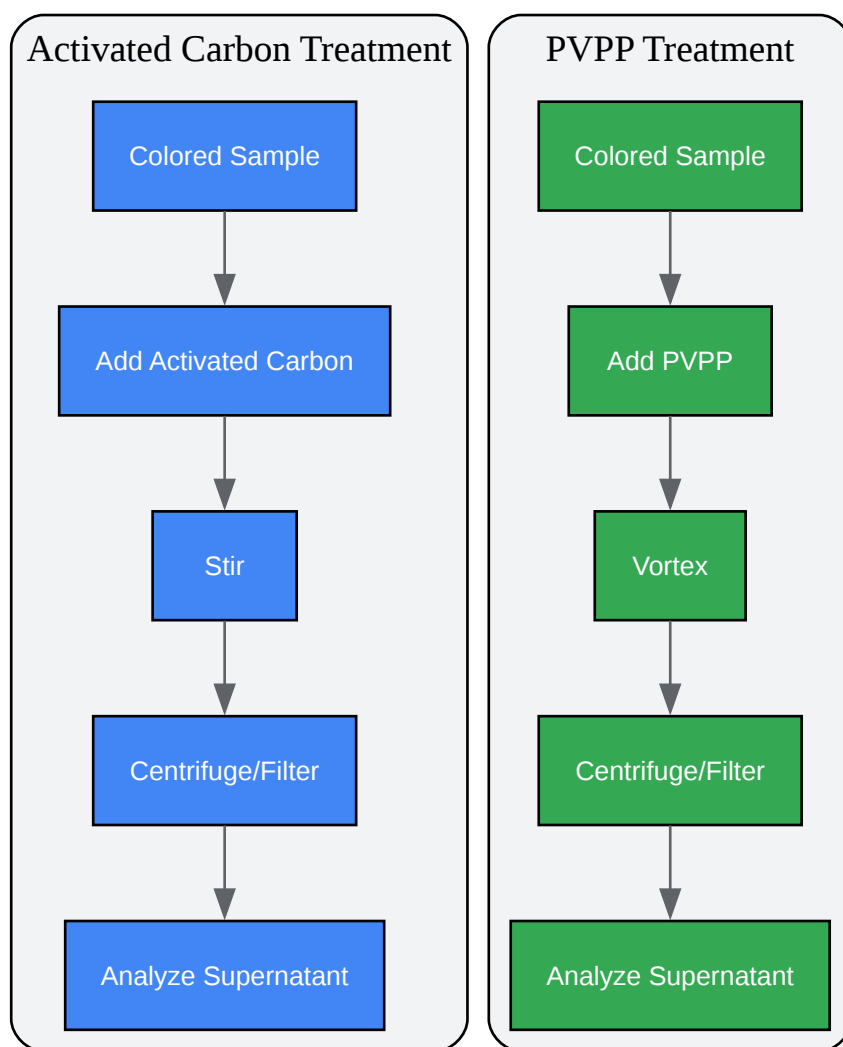 Activated Carbon Treatment
Colored Sample
Add Activated Carbon
Stir
Centrifuge/Filter
Analyze Supernatant
PVPP Treatment
Colored Sample
Add PVPP
Vortex
Centrifuge/Filter
Analyze Supernatant